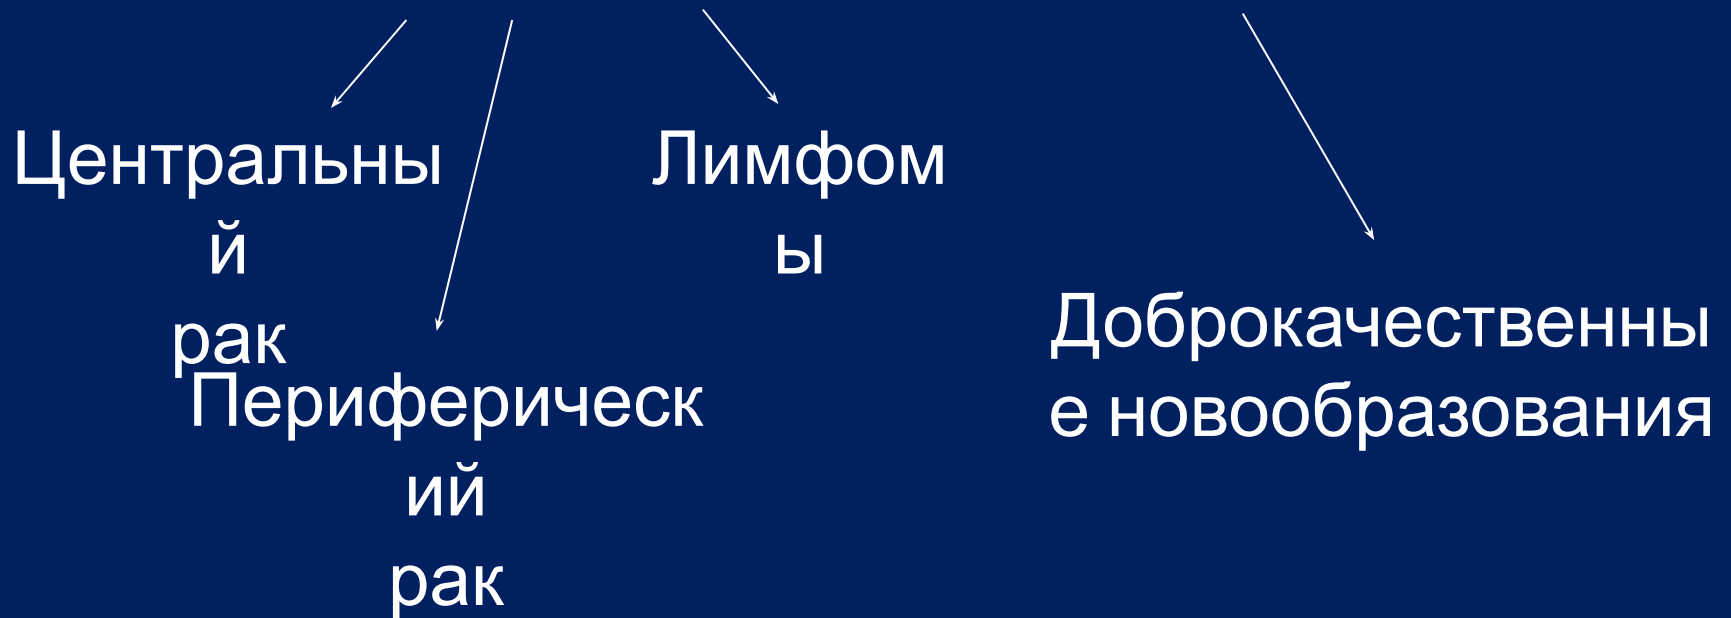 Центральны
й
рак
Периферическ
ий
рак
Лимфом
ы
Доброкачественны
е новообразования